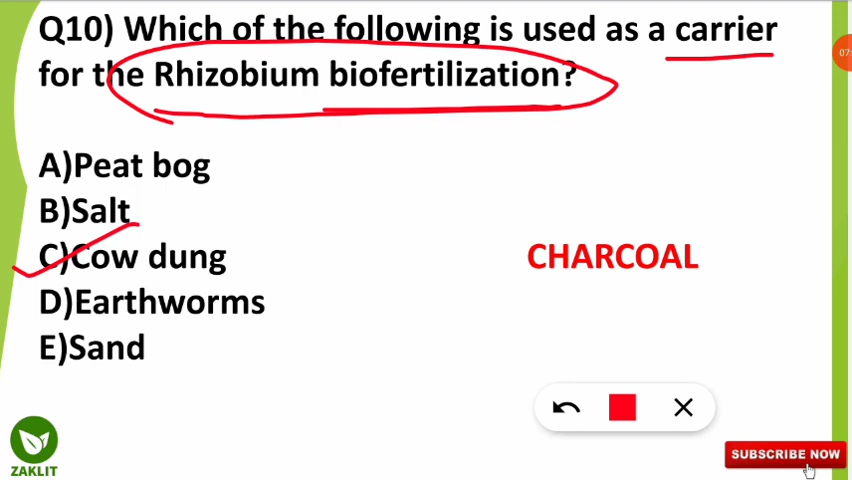 Q10) Which of the following is used as a carrier
for the Rhizobium biofertilization?
A)Peat bog
B)Salt
C)Cow dung
CHARCOAL
D)Earthworms
E)Sand
ZAKLIT
SUBSCRIBE NOW